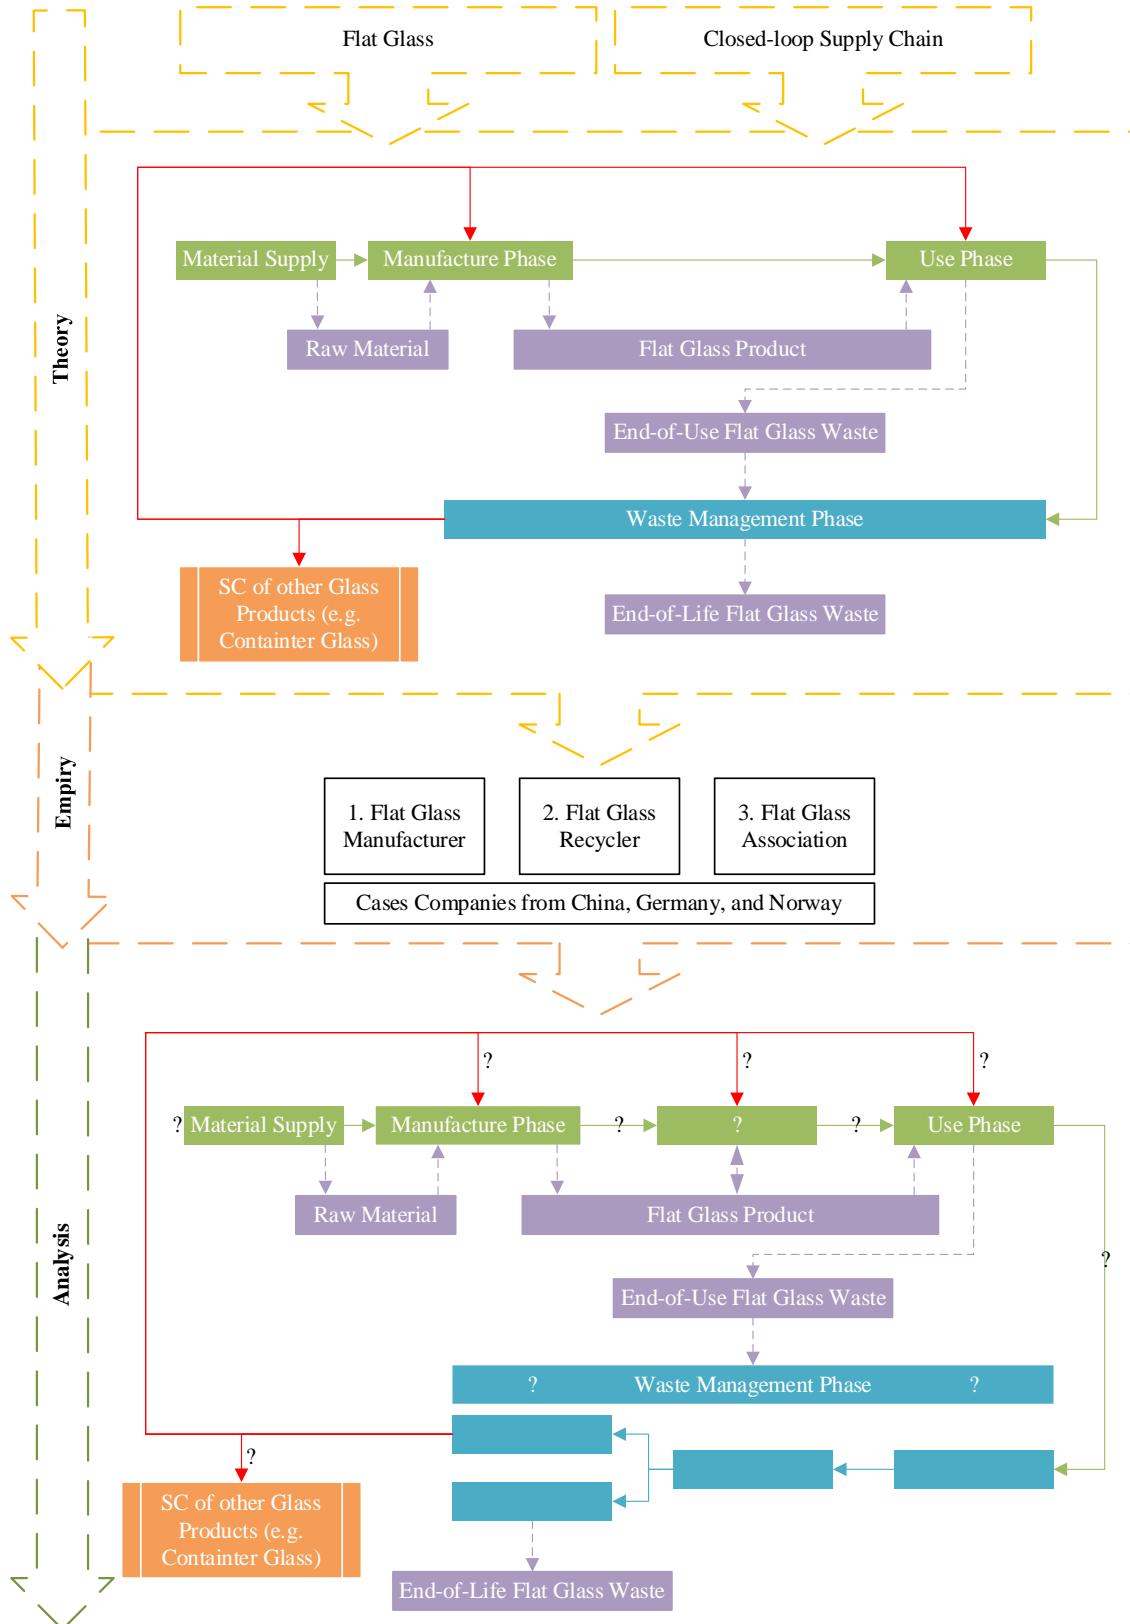 Flat Glass
Closed-loop Supply Chain
Theory
Material Supply
Manufacture Phase
Use Phase
Raw Material
Flat Glass Product
End-of-Use Flat Glass Waste
Waste Management Phase
SC of other Glass
Products (e.g.
Containter Glass)
End-of-Life Flat Glass Waste
Empiry
1. Flat Glass
Manufacturer
2. Flat Glass
Recycler
3. Flat Glass
Association
Cases Companies from China, Germany, and Norway
Analysis
?
?
?
?
Material Supply
Manufacture Phase
?
?
?
Use Phase
Raw Material
Flat Glass Product
?
End-of-Use Flat Glass Waste
? Waste Management Phase ?
?
SC of other Glass
Products (e.g.
Containter Glass)
End-of-Life Flat Glass Waste